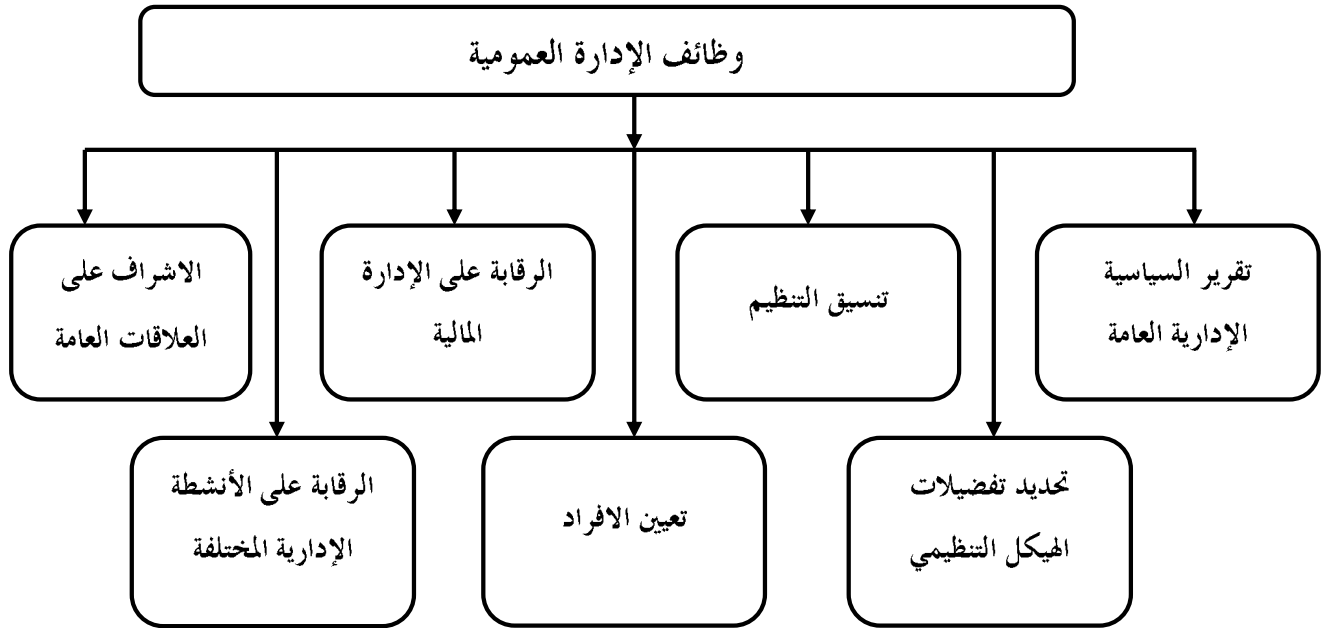 وظائف الإدارة العمومية
تقرير السياسية
الإدارية العامة
تنسيق التنظيم
الرقابة على الإدارة
المالية
الاشراف على
العلاقات العامة
تحديد تفضيلات
الهيكل التنظيمي
تعيين الافراد
الرقابة على الأنشطة
الإدارية المختلفة